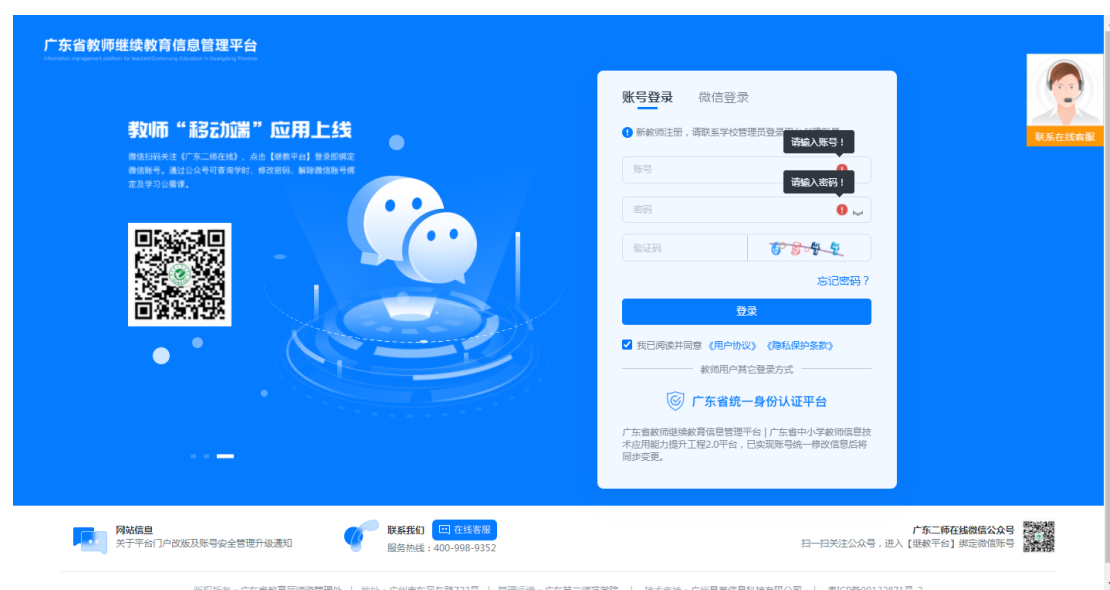 广东省教师继续教育信息管理平台
Information management platform for teachers'Continuing Education in Guangdong Province
教师“移动端”应用上线
微信扫码关注《广东二师在线》，点击【继教平台】登录即绑定
微信账号。通过公众号可查询学时、修改密码、解除微信账号绑
定及学习公需课。
账号登录
微信登录
新教师注册，请联系学校管理员登录
请输入账号！
账号
请输入密码！
密码
验证码
忘记密码？
登录
我已阅读并同意《用户协议》《隐私保护条款》
教师用户其它登录方式
广东省统一身份认证平台
广东省教师继续教育信息管理平台|广东省中小学教师信息技
术应用能力提升工程2.0平台，已实现账号统一修改信息后将
同步变更。
联系在线客服
网站信息
关于平台门户改版及账号安全管理升级通知
联系我们
在线客服
服务热线：400-998-9352
广东二师在线微信公众号
扫一扫关注公众号，进入【继教平台】绑定微信账号